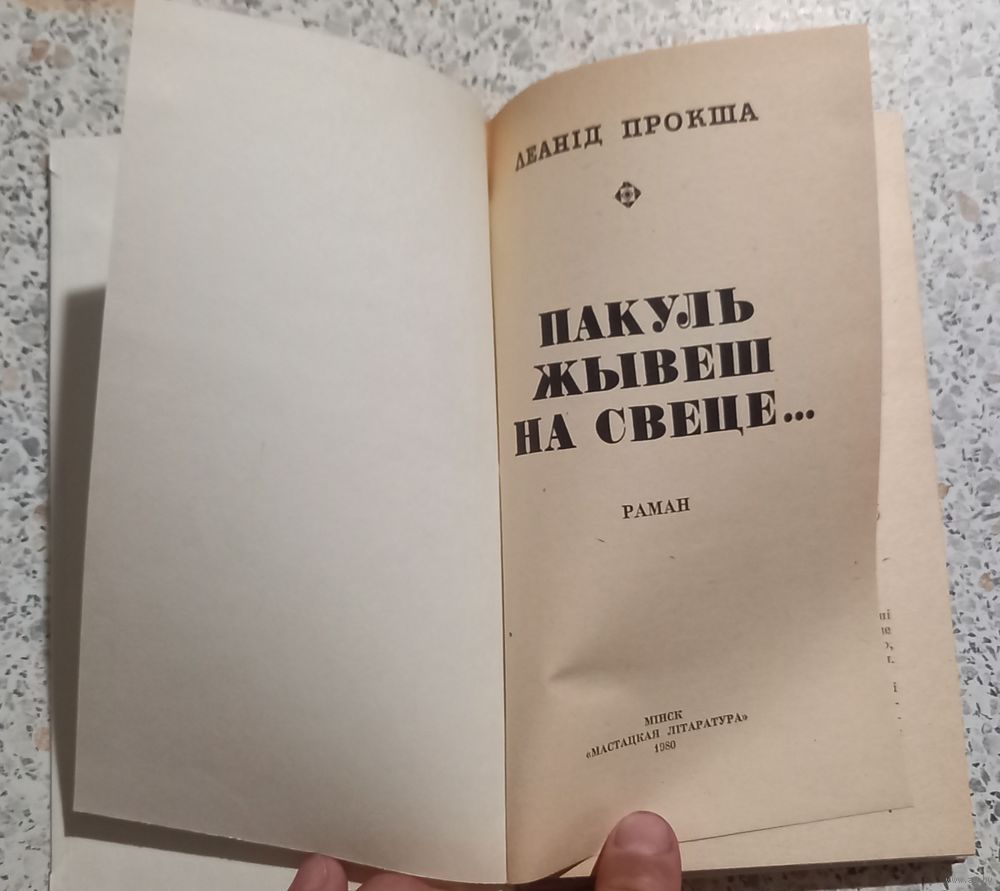 ЛЕАНІД ПРОКША
ПАКУЛЬ
ЖЫВЕШ
НА СВЕЦЕ...
РАМАН
МІНСК
«МАСТАЦКАЯ ЛІТАРАТУРА»
1980